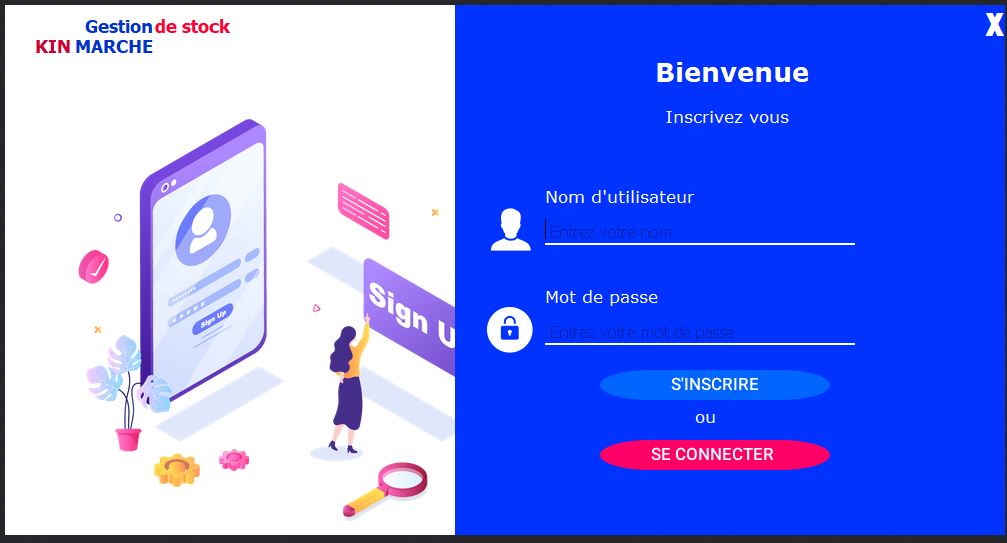 Gestion de stock
KIN MARCHE
Sign Up
Sign U
X
Bienvenue
Inscrivez vous
Nom d'utilisateur
Entrez votre nom
Mot de passe
Entrez votre mot de passe
S'INSCRIRE
ou
SE CONNECTER